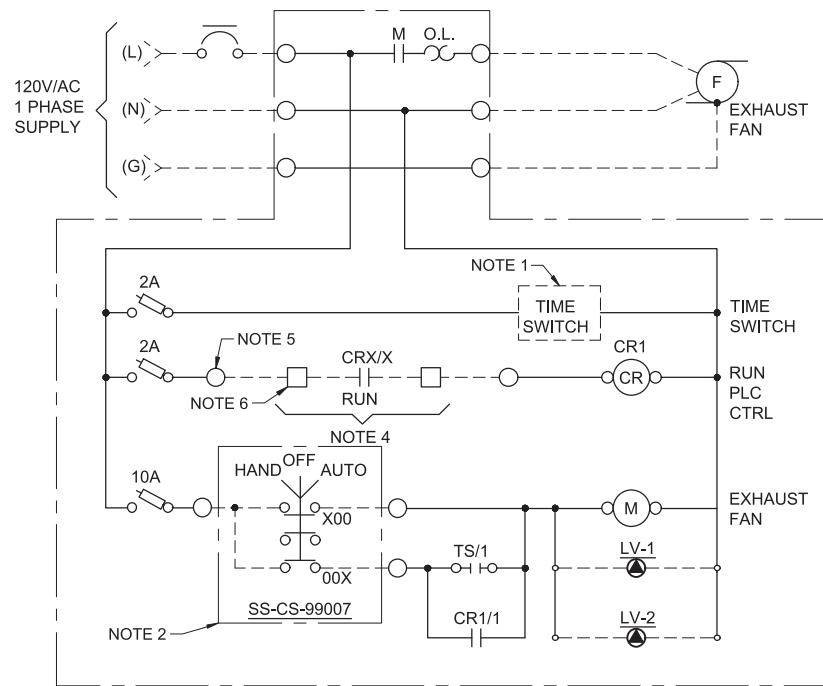 M O.L.
(L)
120V/AC
1 PHASE
SUPPLY
(N)
(G)
F
EXHAUST
FAN
NOTE 1
2A
TIME
SWITCH
TIME
SWITCH
2A
NOTE 5
CRX/X
CR1
CR
RUN
PLC
CTRL
NOTE 6
RUN
NOTE 4
OFF
HAND AUTO
10A
X00
M
EXHAUST
FAN
00X
TS/1
LV-1
SS-CS-99007
CR1/1
LV-2
NOTE 2